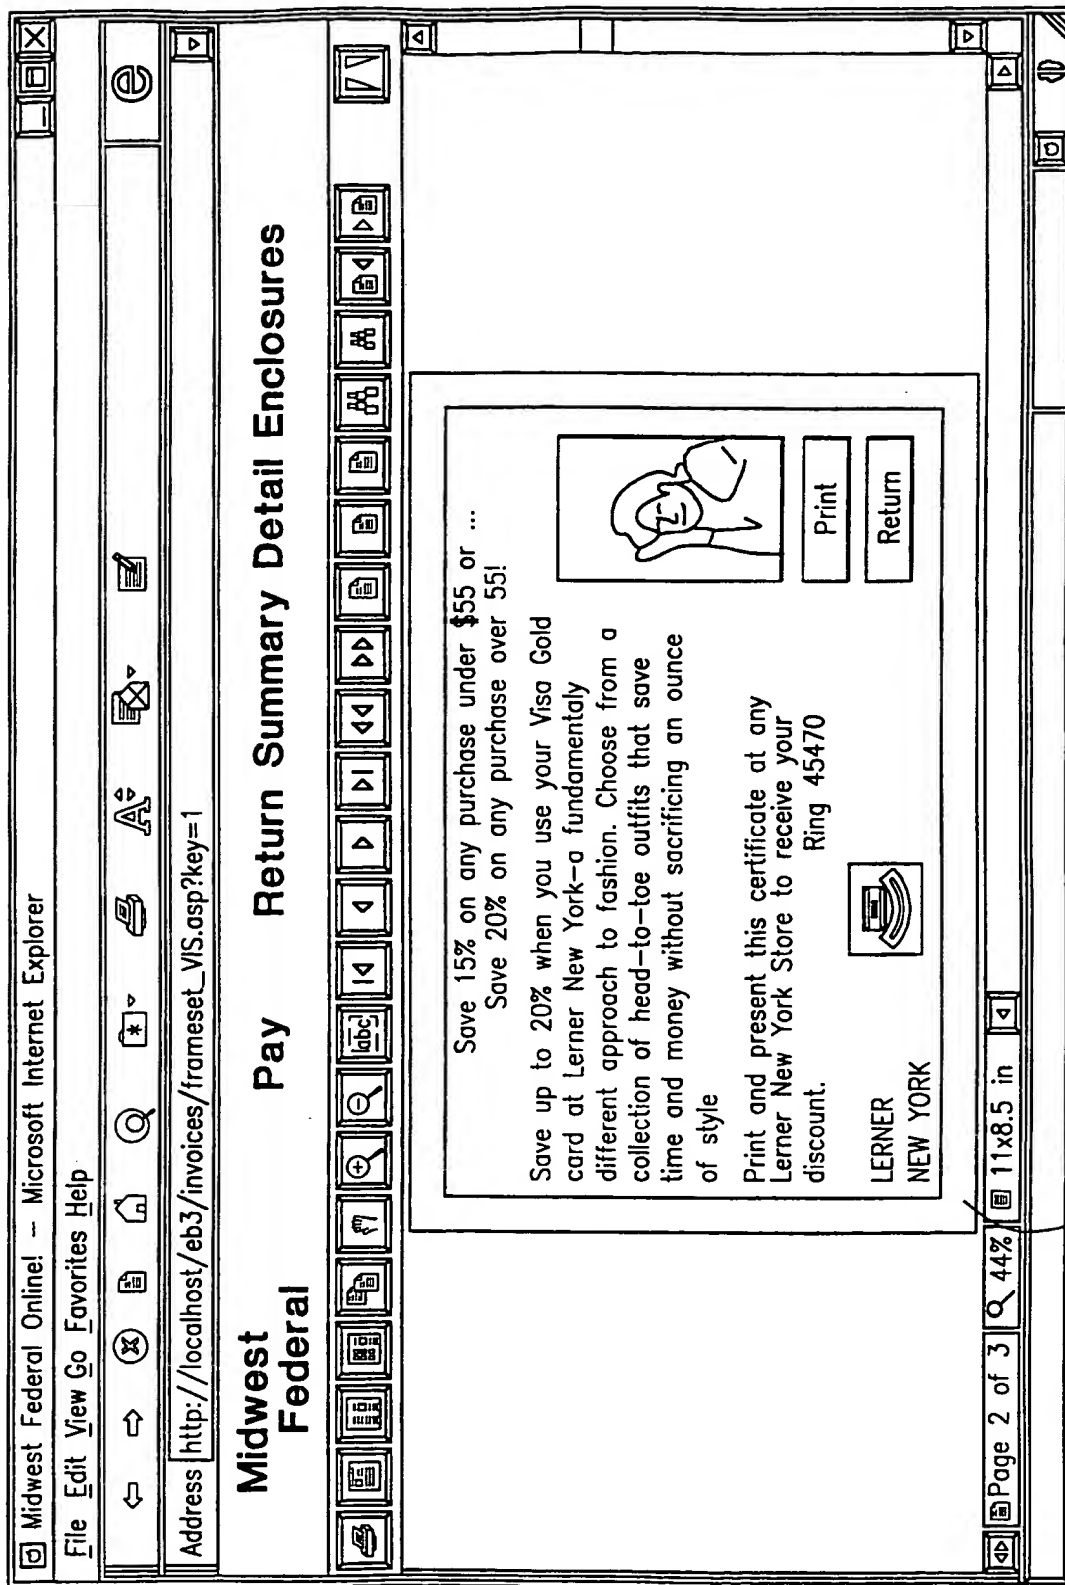 Midwest Federal Online! – Microsoft Internet Explorer
File Edit View Go Favorites Help
A
e
Address http://localhost/eb3/invoices/frameset_VIS.asp?key=1
Midwest
Federal
Pay Return Summary Detail Enclosures
abc
Save 15% on any purchase under $55 or ...
Save 20% on any purchase over 55!
Save up to 20% when you use your Visa Gold
card at Lerner New York–a fundamentaly
different approach to fashion. Choose from a
collection of head–to–toe outfits that save
time and money without sacrificing an ounce
of style
Print and present this certificate at any
Lerner New York Store to receive your
discount. Ring 45470
LERNER
NEW YORK
Print
Return
Page 2 of 3 44% 11x8.5 in